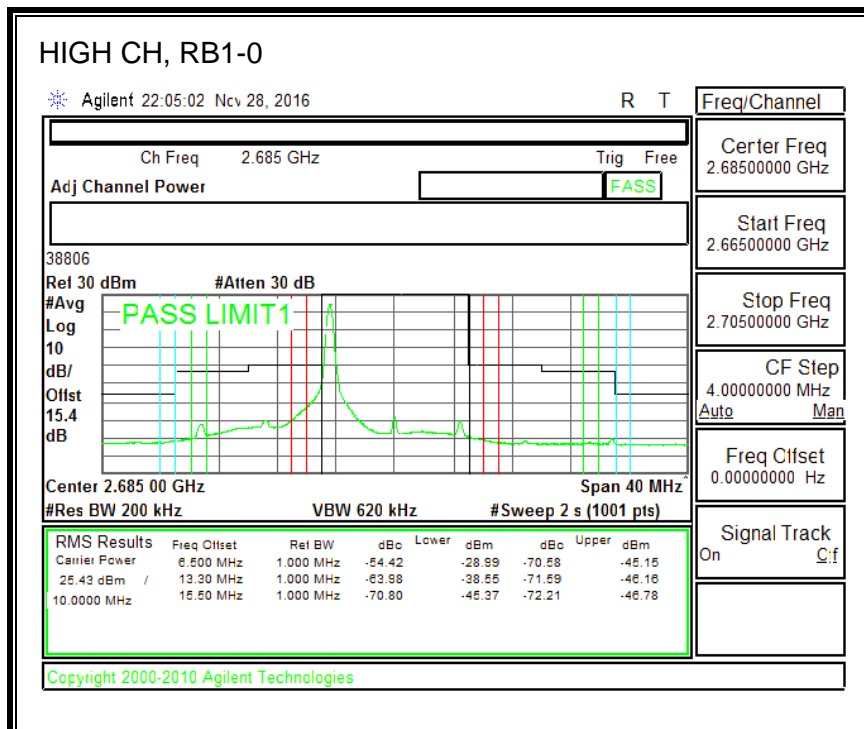 HIGH CH, RB1-0
Agilent 22:05:02 Nov 28, 2016 R T
Freq/Channel
Ch Freq 2.685 GHz Trig Free
Adj Channel Power PASS
38806
Ref 30 dBm #Atten 30 dB
#Avg
Log
10
dB/
Offst
15.4
dB
PASS LIMIT1
Center 2.685 00 GHz Span 40 MHz
#Res BW 200 kHz VBW 620 kHz #Sweep 2 s (1001 pts)
RMS Results Freq Offset Ref BW dBc Lower dBm dBc Upper dBm
Carrier Power 6.500 MHz 1.000 MHz -54.42 -28.99 -70.58 -45.15
25.43 dBm / 13.30 MHz 1.000 MHz -63.98 -38.55 -71.59 -46.16
10.0000 MHz 15.50 MHz 1.000 MHz -70.80 -45.37 -72.21 -46.78
Center Freq
2.68500000 GHz
Start Freq
2.66500000 GHz
Stop Freq
2.70500000 GHz
CF Step
4.00000000 MHz
Auto Man
Freq Offset
0.00000000 Hz
Signal Track
On Off
Copyright 2000-2010 Agilent Technologies